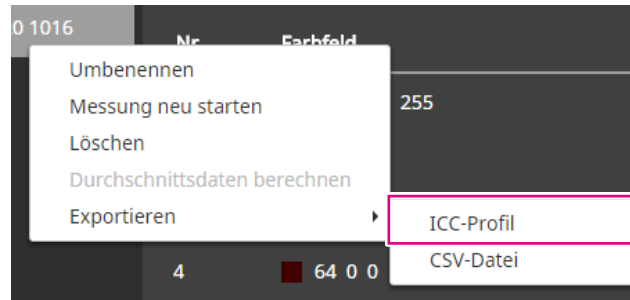 0 1016
Nr.
Farbfeld
Umbenennen
Messung neu starten
255
Löschen
Durchschnittsdaten berechnen
Exportieren
ICC-Profil
CSV-Datei
4
64 0 0